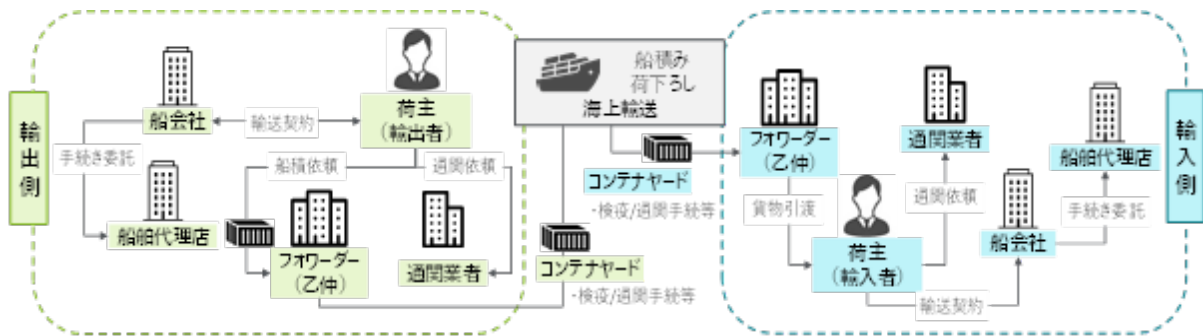 輸出側
船会社
輸送契約
荷主
（輸出者）
手続き委託
船積依頼
通関依頼
船舶代理店
フォワーダー
（乙仲）
通関業者
コンテナヤード
・検疫/通関手続等
船積み
荷下ろし
海上輸送
コンテナヤード
・検疫/通関手続等
フォワーダー
（乙仲）
貨物引渡
荷主
（輸入者）
通関業者
通関依頼
輸送契約
船会社
手続き委託
船舶代理店
輸入側